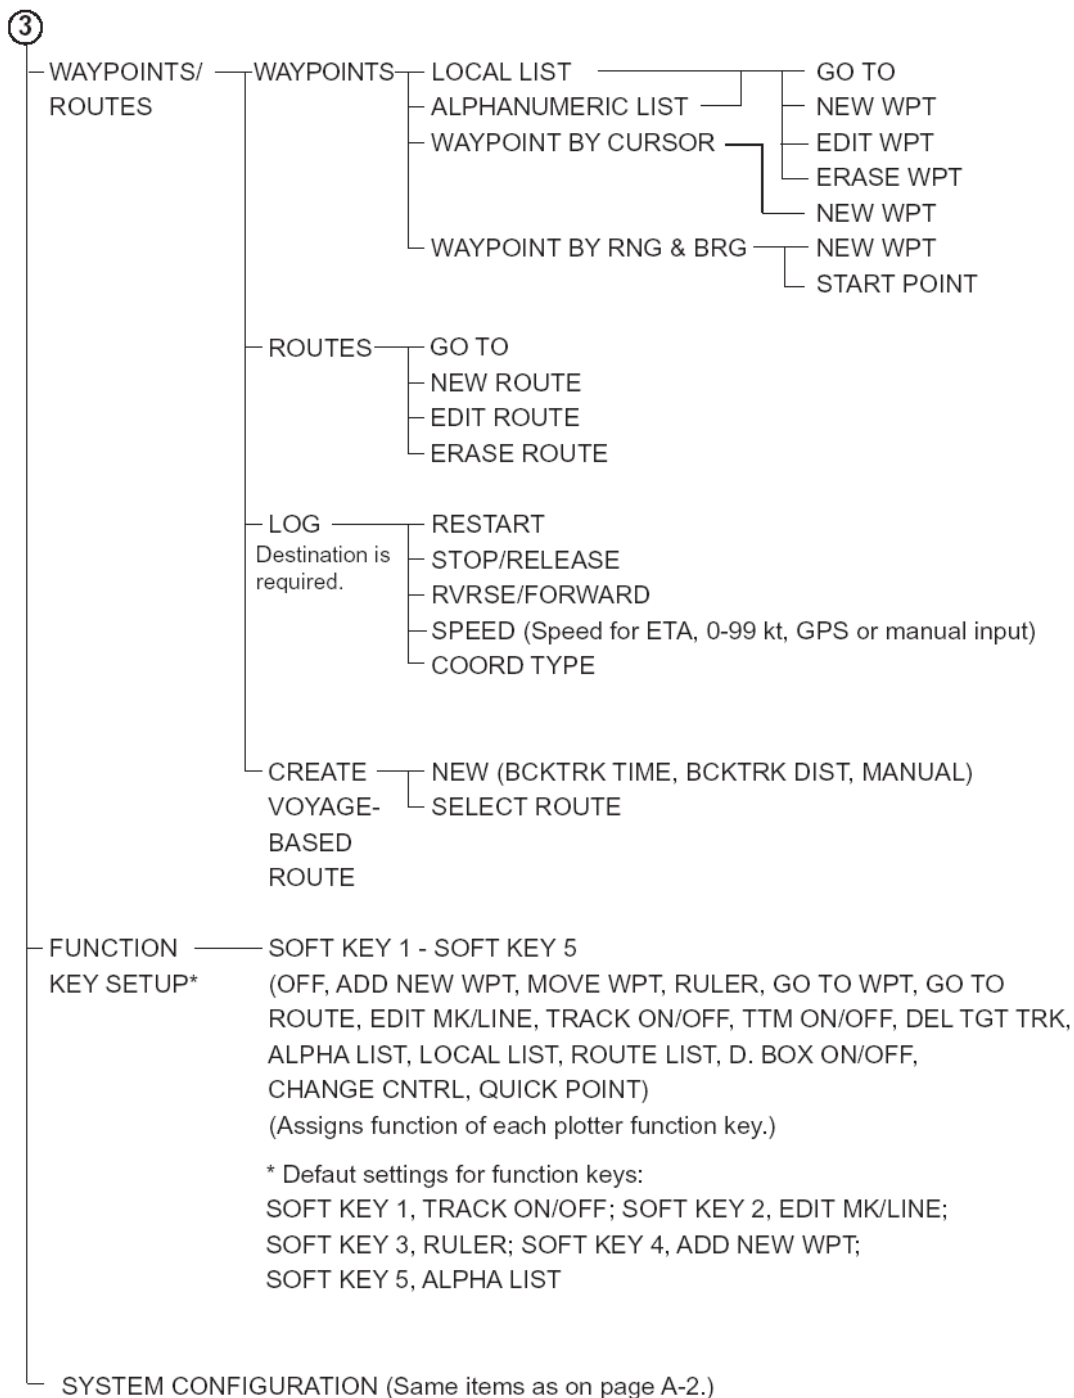 3
WAYPOINTS/ WAYPOINTS LOCAL LIST GO TO
ROUTES ALPHANUMERIC LIST NEW WPT
WAYPOINT BY CURSOR EDIT WPT
ERASE WPT
NEW WPT
WAYPOINT BY RNG & BRG NEW WPT
START POINT
ROUTES GO TO
NEW ROUTE
EDIT ROUTE
ERASE ROUTE
LOG RESTART
Destination is STOP/RELEASE
required. RVRSE/FORWARD
SPEED (Speed for ETA, 0-99 kt, GPS or manual input)
COORD TYPE
CREATE NEW (BCKTRK TIME, BCKTRK DIST, MANUAL)
VOYAGE- SELECT ROUTE
BASED
ROUTE
FUNCTION SOFT KEY 1 - SOFT KEY 5
KEY SETUP* (OFF, ADD NEW WPT, MOVE WPT, RULER, GO TO WPT, GO TO
ROUTE, EDIT MK/LINE, TRACK ON/OFF, TTM ON/OFF, DEL TGT TRK,
ALPHA LIST, LOCAL LIST, ROUTE LIST, D. BOX ON/OFF,
CHANGE CNTRL, QUICK POINT)
(Assigns function of each plotter function key.)
* Defaut settings for function keys:
SOFT KEY 1, TRACK ON/OFF; SOFT KEY 2, EDIT MK/LINE;
SOFT KEY 3, RULER; SOFT KEY 4, ADD NEW WPT;
SOFT KEY 5, ALPHA LIST
SYSTEM CONFIGURATION (Same items as on page A-2.)